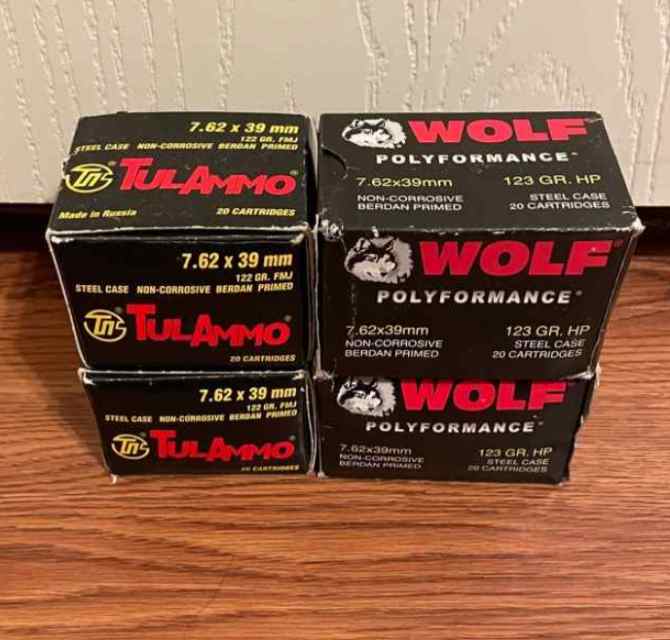 7.62 x 39 mm
122 GR. FMJ
STEEL CASE NON-CORROSIVE BERDAN PRIMED
TULAMMO
Made in Russia 20 CARTRIDGES
7.62 x 39 mm
122 GR. FMJ
STEEL CASE NON-CORROSIVE BERDAN PRIMED
TULAMMO
20 CARTRIDGES
7.62 x 39 mm
122 GR. FMJ
STEEL CASE NON-CORROSIVE BERDAN PRIMED
TULAMMO
20 CARTRIDGES
WOLF®
POLYFORMANCE
7.62x39mm 123 GR. HP
NON-CORROSIVE STEEL CASE
BERDAN PRIMED 20 CARTRIDGES
WOLF®
POLYFORMANCE
7.62x39mm 123 GR. HP
NON-CORROSIVE STEEL CASE
BERDAN PRIMED 20 CARTRIDGES
WOLF®
POLYFORMANCE
7.62x39mm 123 GR. HP
NON-CORROSIVE STEEL CASE
BERDAN PRIMED 20 CARTRIDGES